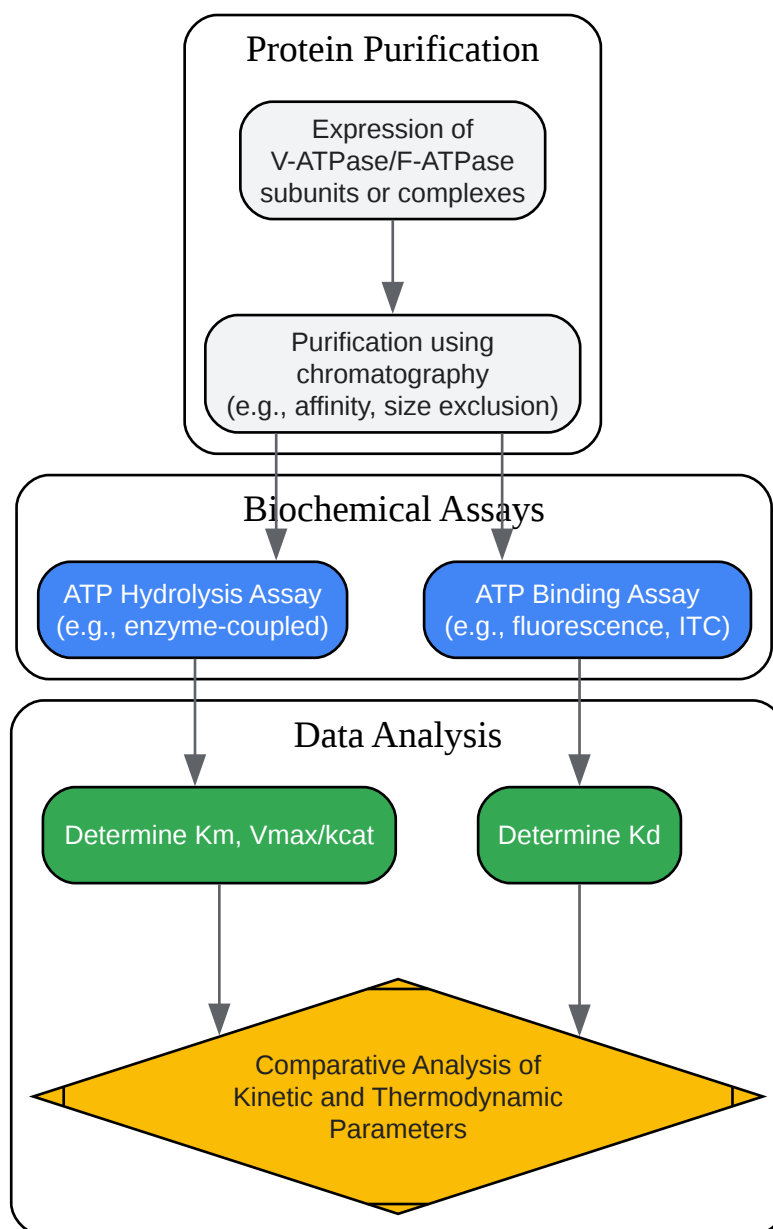 Protein Purification
Expression of
V-ATPase/F-ATPase
subunits or complexes
Purification using
chromatography
(e.g., affinity, size exclusion)
Biochemical Assays
ATP Hydrolysis Assay
(e.g., enzyme-coupled)
ATP Binding Assay
(e.g., fluorescence, ITC)
Data Analysis
Determine Km, Vmax/kcat
Determine Kd
Comparative Analysis of
Kinetic and Thermodynamic
Parameters